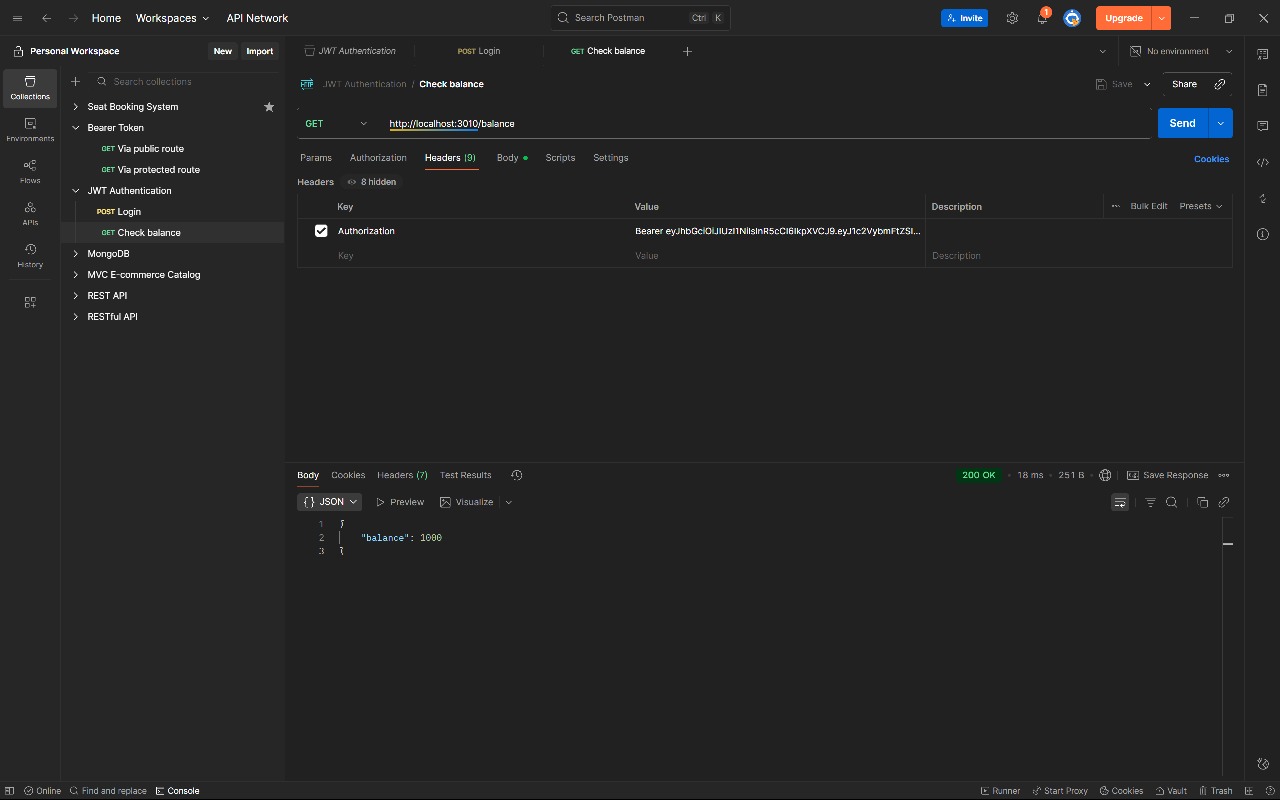 Home Workspaces API Network Search Postman Ctrl K Invite 1 Upgrade
Personal Workspace New Import JWT Authentication POST Login GET Check balance No environment
Collections
Search collections
JWT Authentication / Check balance Save Share
Seat Booking System
Bearer Token
GET Via public route
GET Via protected route
JWT Authentication
POST Login
GET Check balance
MongoDB
MVC E-commerce Catalog
REST API
RESTful API
Environments
Flows
APIs
History
GET http://localhost:3010/balance Send
Params Authorization Headers (9) Body Scripts Settings Cookies
Headers 8 hidden
Key Value Description Bulk Edit Presets
Authorization
Key Value Description
Body Cookies Headers (7) Test Results 200 OK 18 ms 251 B Save Response
{ } JSON Preview Visualize
1 {
2 "balance": 1000
3 }
Online Find and replace Console Runner Start Proxy Cookies Vault Trash